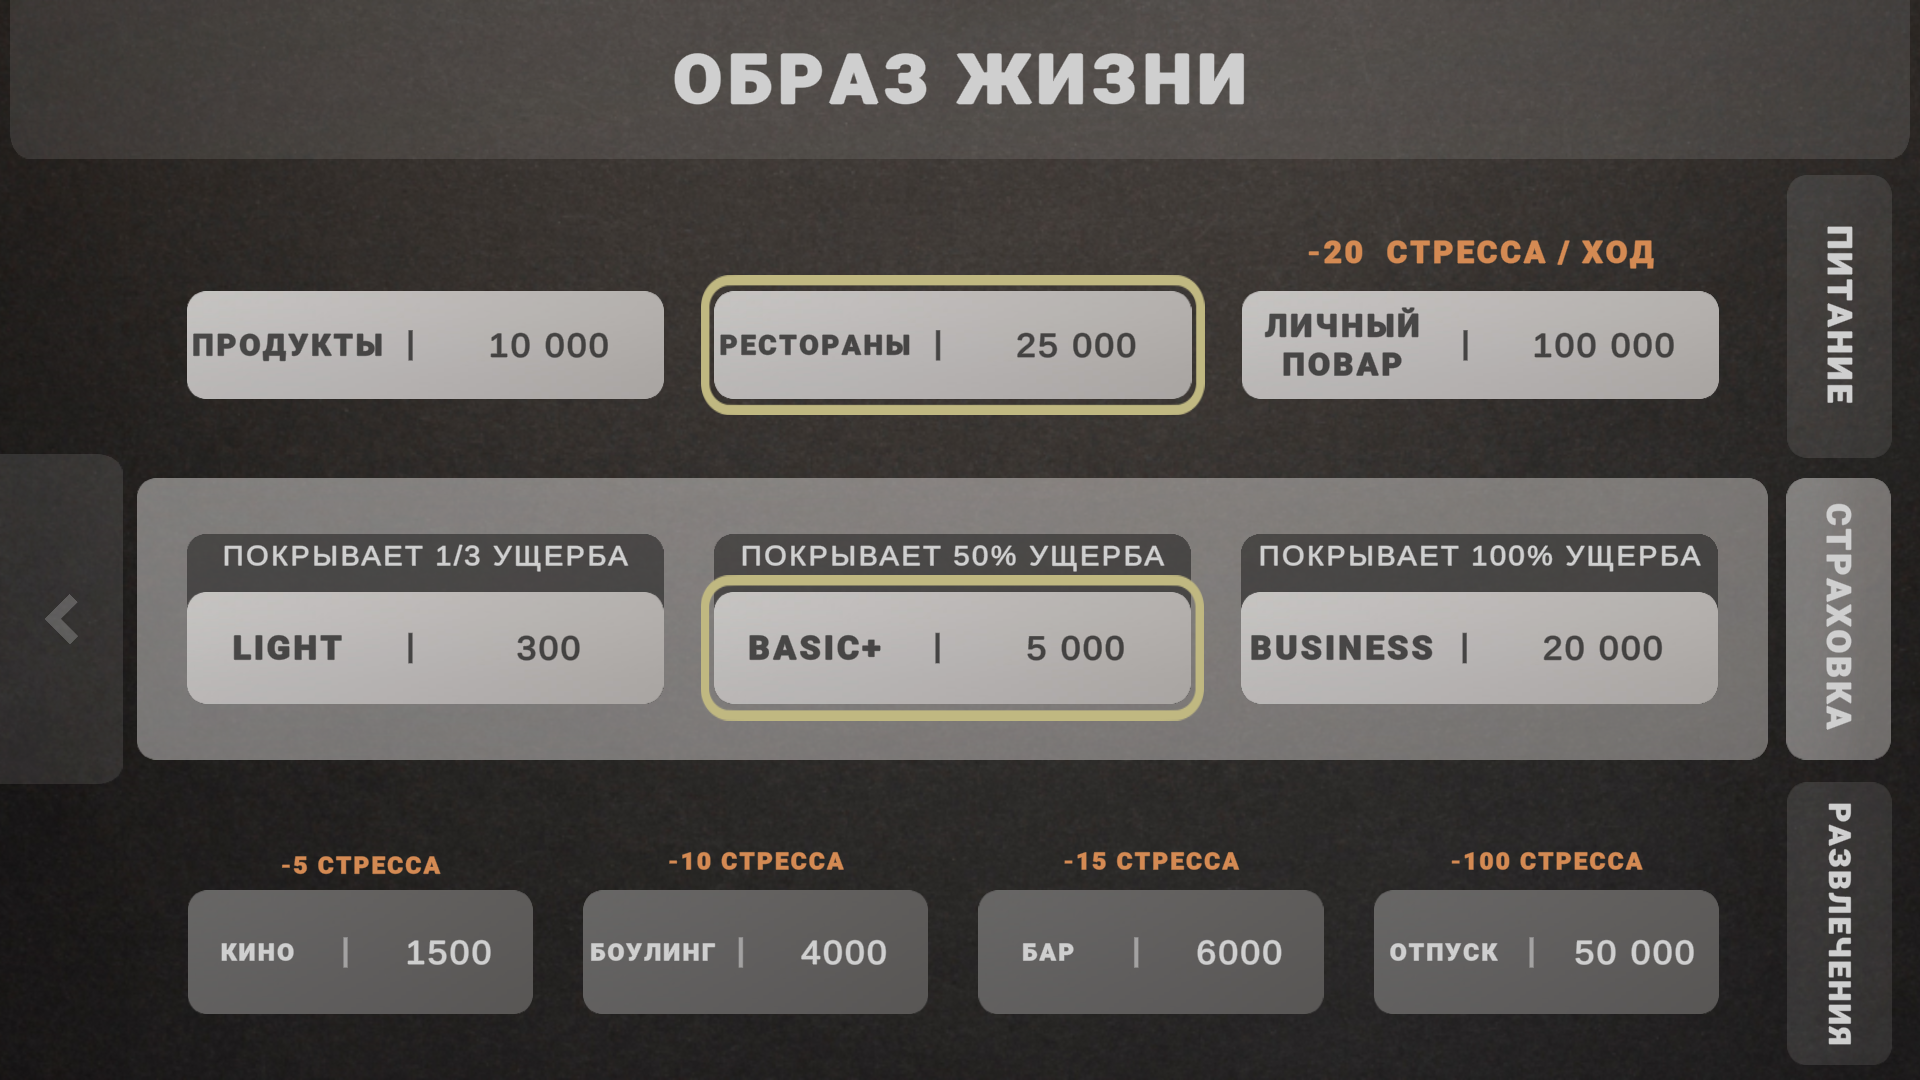 ОБРАЗ ЖИЗНИ
-20 СТРЕССА / ХОД
ПРОДУКТЫ | 10 000
РЕСТОРАНЫ | 25 000
ЛИЧНЫЙ
ПОВАР | 100 000
ПИТАНИЕ
ПОКРЫВАЕТ 1/3 УЩЕРБА
LIGHT | 300
ПОКРЫВАЕТ 50% УЩЕРБА
BASIC+ | 5 000
ПОКРЫВАЕТ 100% УЩЕРБА
BUSINESS | 20 000
СТРАХОВКА
-5 СТРЕССА
КИНО | 1500
-10 СТРЕССА
БОУЛИНГ | 4000
-15 СТРЕССА
БАР | 6000
-100 СТРЕССА
ОТПУСК | 50 000
РАЗВЛЕЧЕНИЯ